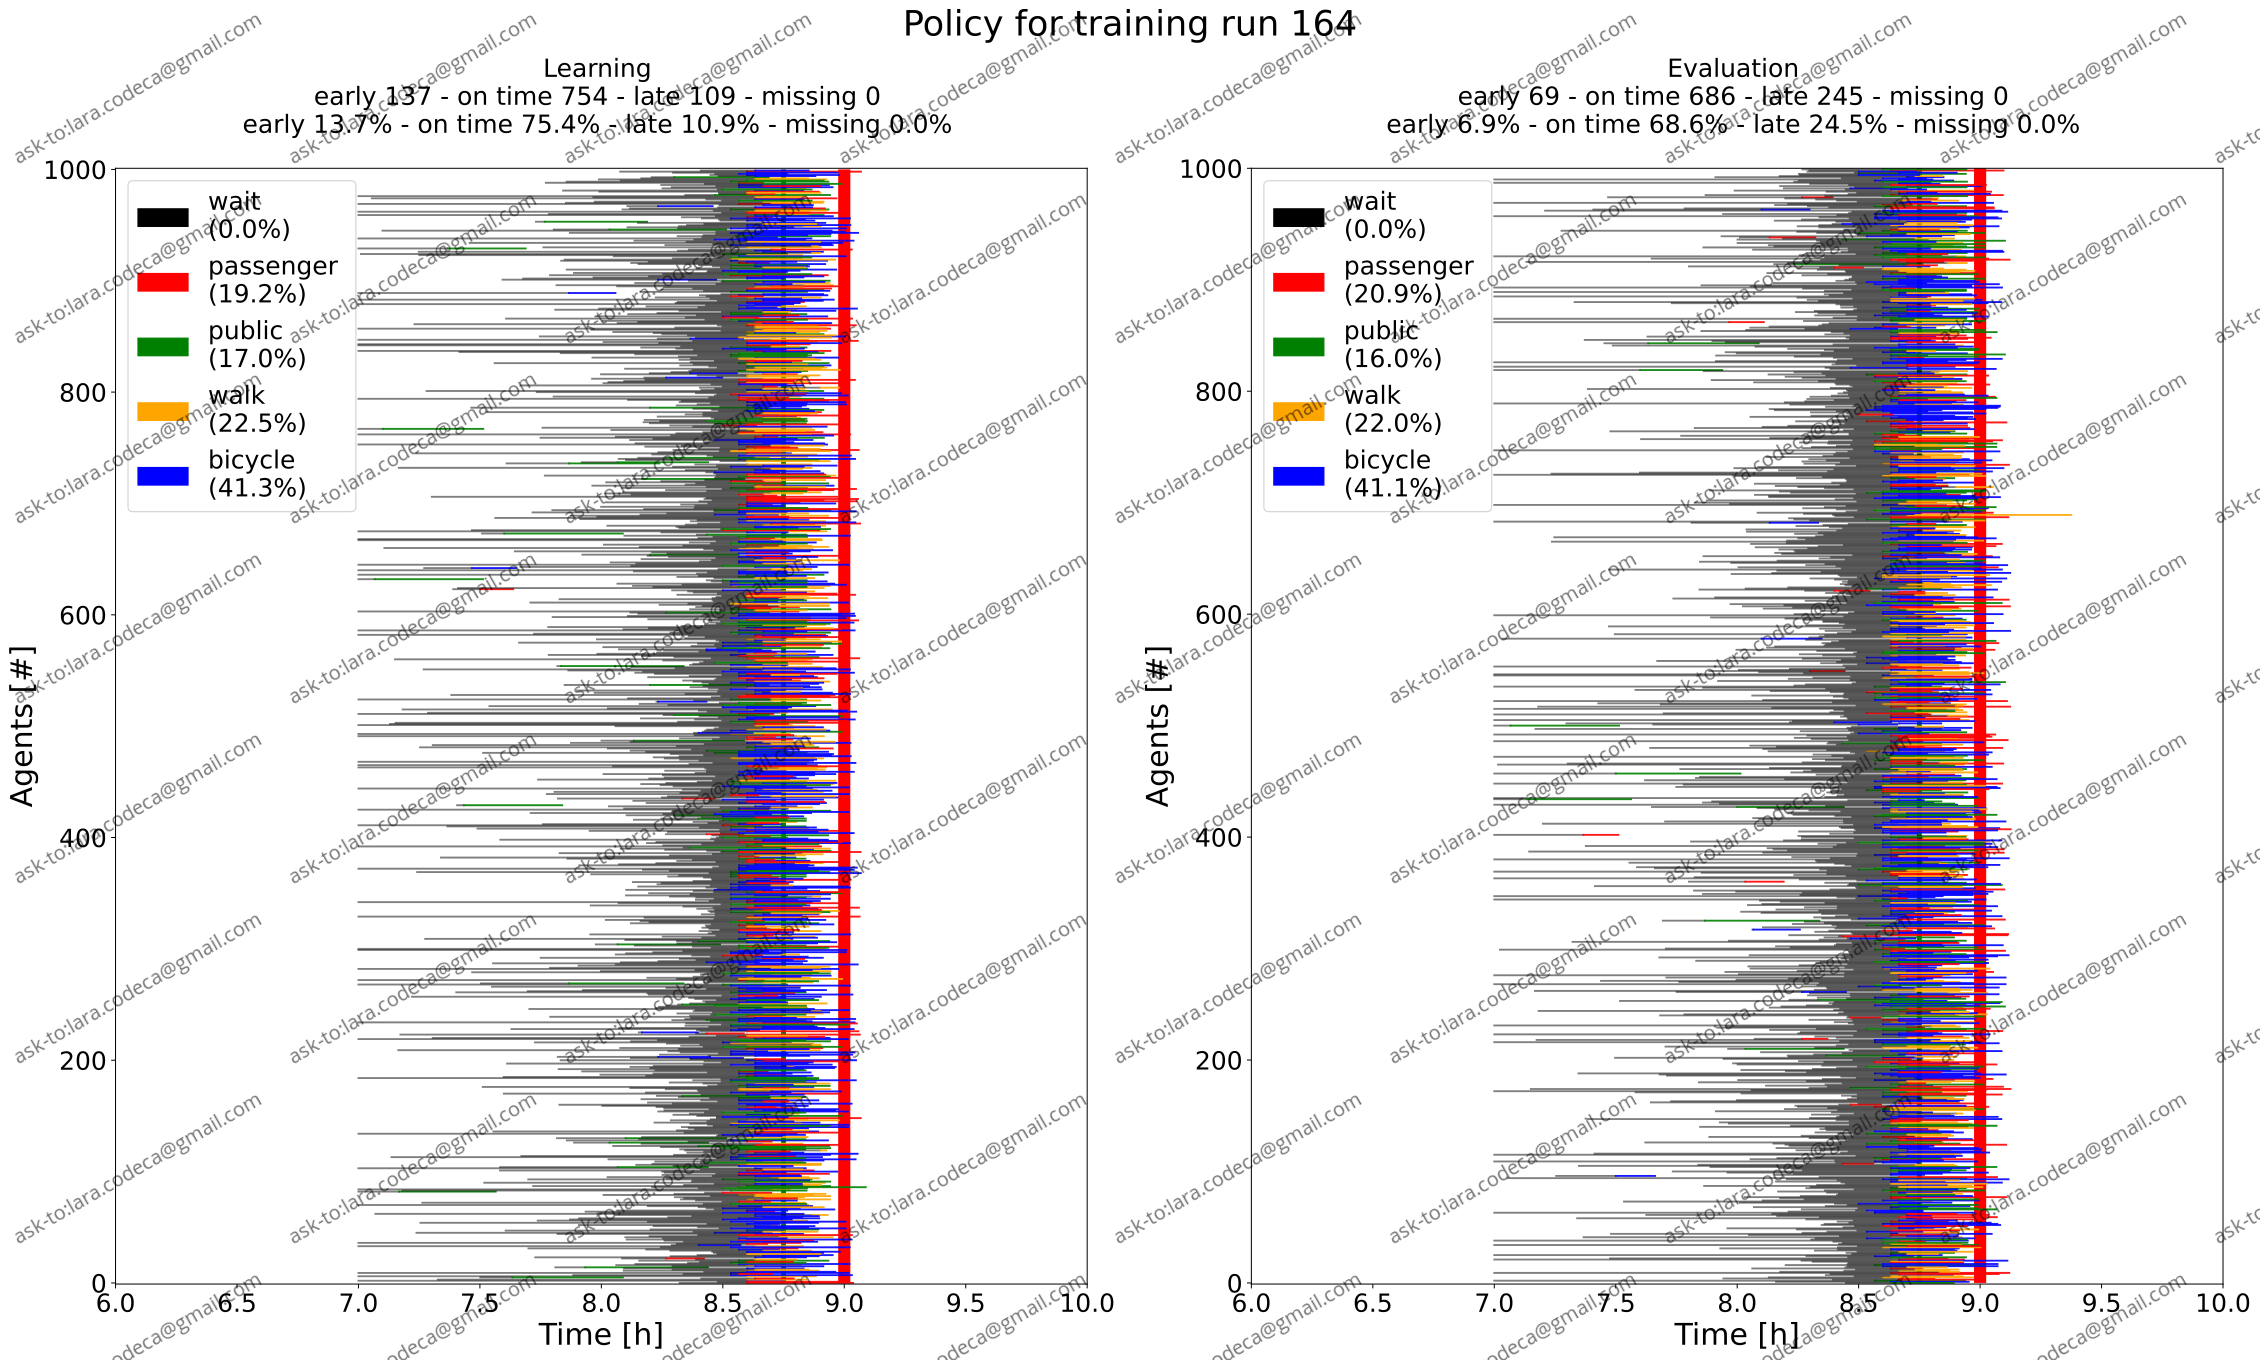 Policy for training run 164
Learning
early 137 - on time 754 - late 109 - missing 0
early 13.7% - on time 75.4% - late 10.9% - missing 0.0%
1000
800
600
400
200
0
Agents [#]
wait
(0.0%)
passenger
(19.2%)
public
(17.0%)
walk
(22.5%)
bicycle
(41.3%)
6.0 6.5 7.0 7.5 8.0 8.5 9.0 9.5 10.0
Time [h]
Evaluation
early 69 - on time 686 - late 245 - missing 0
early 6.9% - on time 68.6% - late 24.5% - missing 0.0%
1000
800
600
400
200
0
Agents [#]
wait
(0.0%)
passenger
(20.9%)
public
(16.0%)
walk
(22.0%)
bicycle
(41.1%)
6.0 6.5 7.0 7.5 8.0 8.5 9.0 9.5 10.0
Time [h]
ask-to:lara.codeca@gmail.com